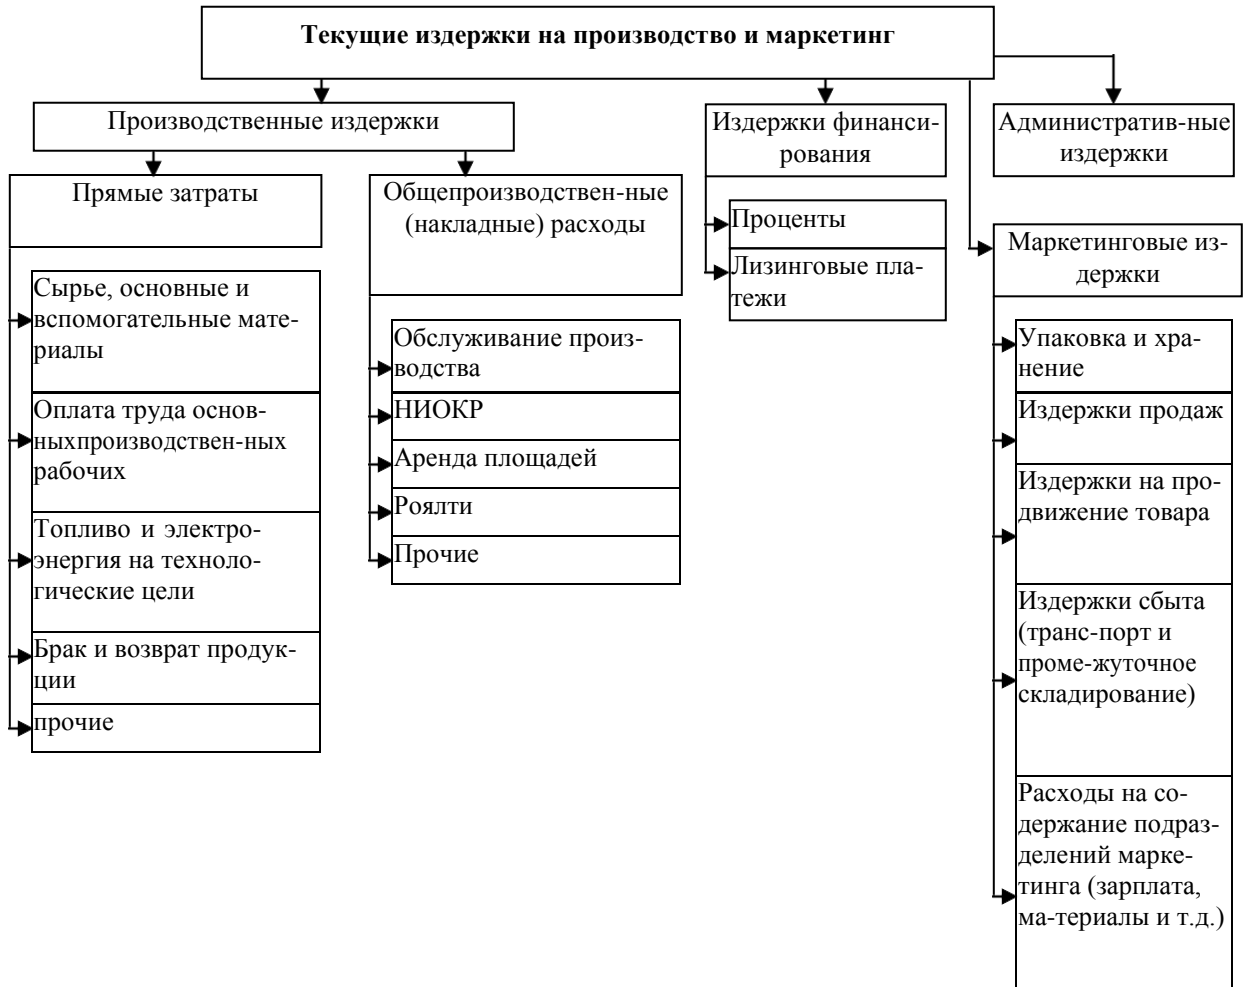 Текущие издержки на производство и маркетинг
Производственные издержки
Издержки финанси-
рования
Административ-ные
издержки
Прямые затраты
Общепроизводствен-ные
(накладные) расходы
Проценты
Лизинговые пла-
тежи
Маркетинговые из-
держки
Сырье, основные и
вспомогательные мате-
риалы
Оплата труда основ-
ныхпроизводствен-ных
рабочих
Топливо и электро-
энергия на техноло-
гические цели
Брак и возврат продук-
ции
прочие
Обслуживание произ-
водства
НИОКР
Аренда площадей
Роялти
Прочие
Упаковка и хра-
нение
Издержки продаж
Издержки на про-
движение товара
Издержки сбыта
(транс-порт и
проме-жуточное
складирование)
Расходы на со-
держание подраз-
делений марке-
тинга (зарплата,
ма-териалы и т.д.)